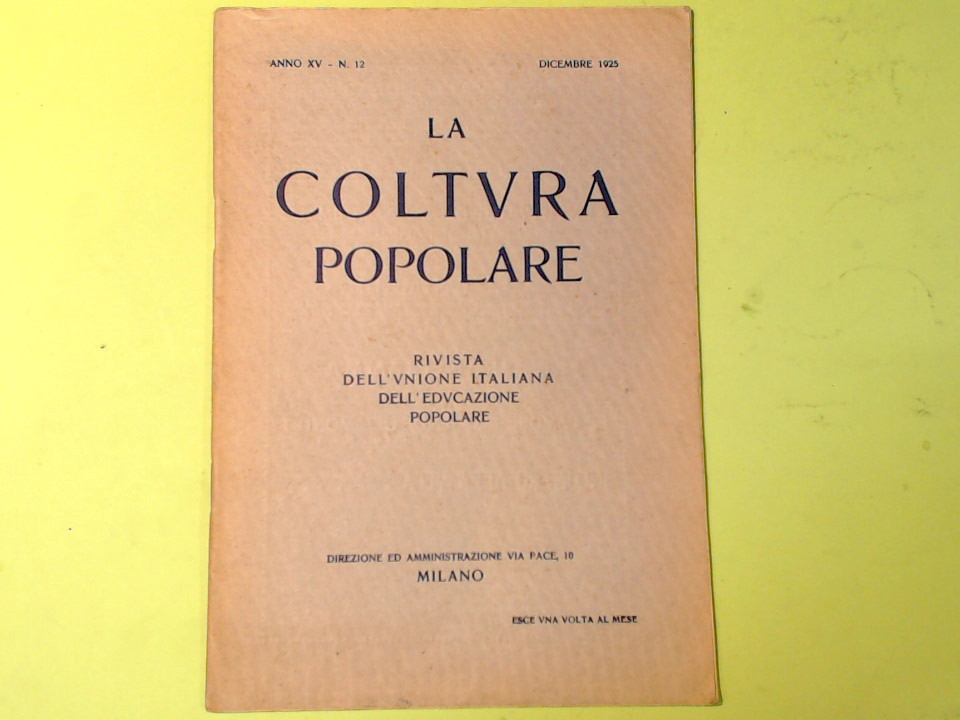 ANNO XV - N. 12
DICEMBRE 1925
LA
COLTVRA
POPOLARE
RIVISTA
DELL'VNIONE ITALIANA
DELL'EDVCAZIONE
POPOLARE
DIREZIONE ED AMMINISTRAZIONE VIA PACE, 10
MILANO
ESCE VNA VOLTA AL MESE